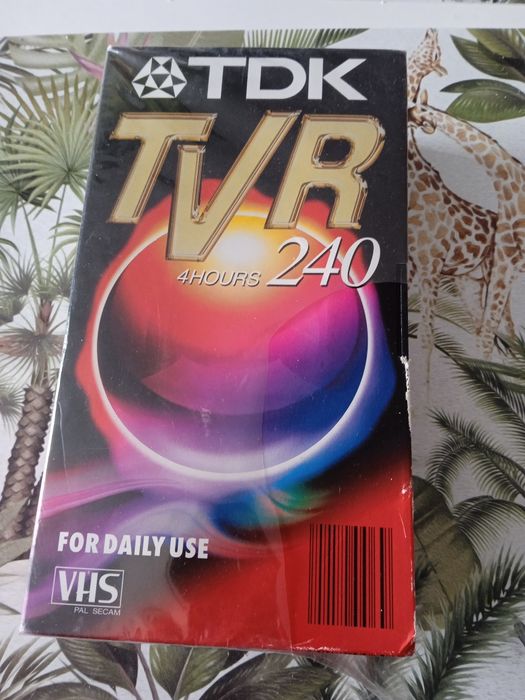 TDK
TVR
4HOURS 240
FOR DAILY USE
VHS
PAL SECAM